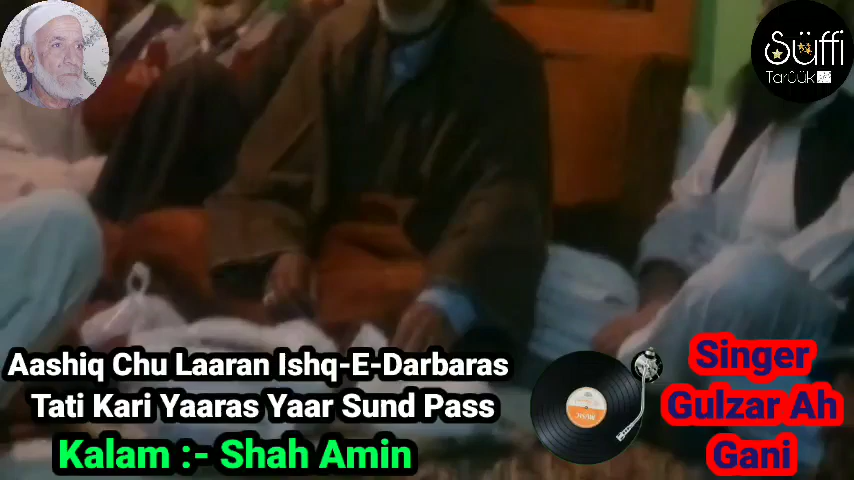 Süffi
Tarüük
Aashiq Chu Laaran Ishq-E-Darbaras
Tati Kari Yaaras Yaar Sund Pass
Kalam :- Shah Amin
Singer
Gulzar Ah
Gani